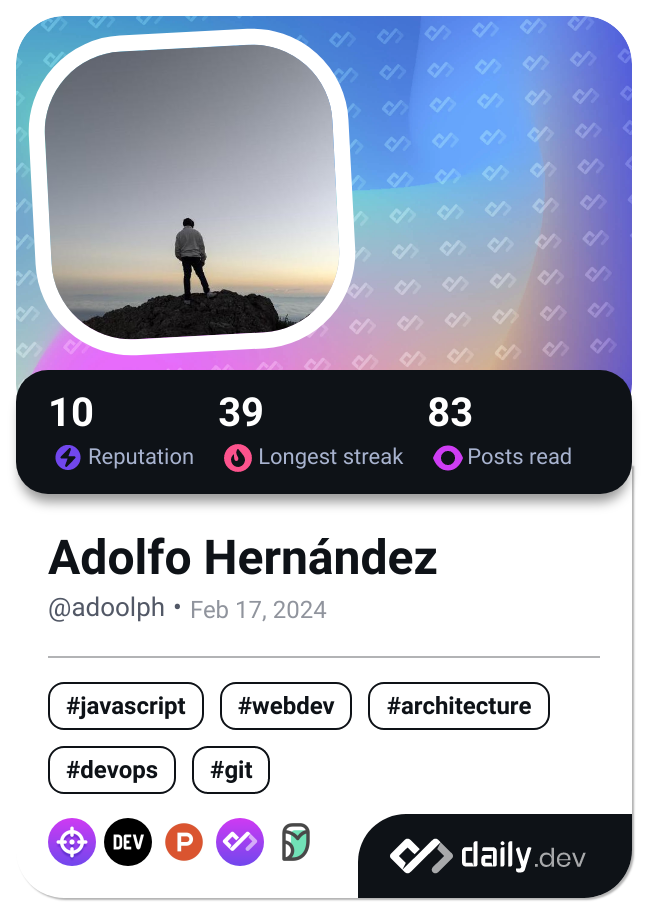 10 39 83
Reputation Longest streak Posts read
Adolfo Hernández
@adoolph • Feb 17, 2024
#javascript #webdev #architecture
#devops #git
DEV P
daily.dev